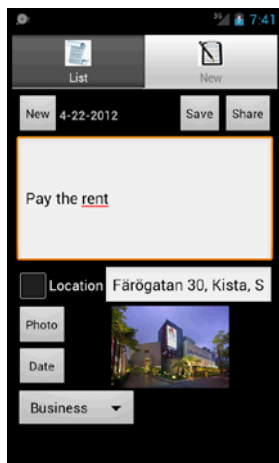 3G 7:41
List New
New 4-22-2012 Save Share
Pay the rent
Location Färögatan 30, Kista, S
Photo
Date
Business